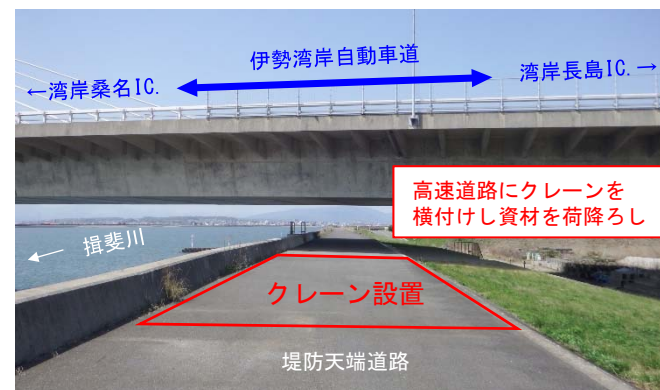 伊勢湾岸自動車道
←湾岸桑名IC.
湾岸長島IC.→
高速道路にクレーンを
横付けし資材を荷降ろし
← 揖斐川
クレーン設置
堤防天端道路